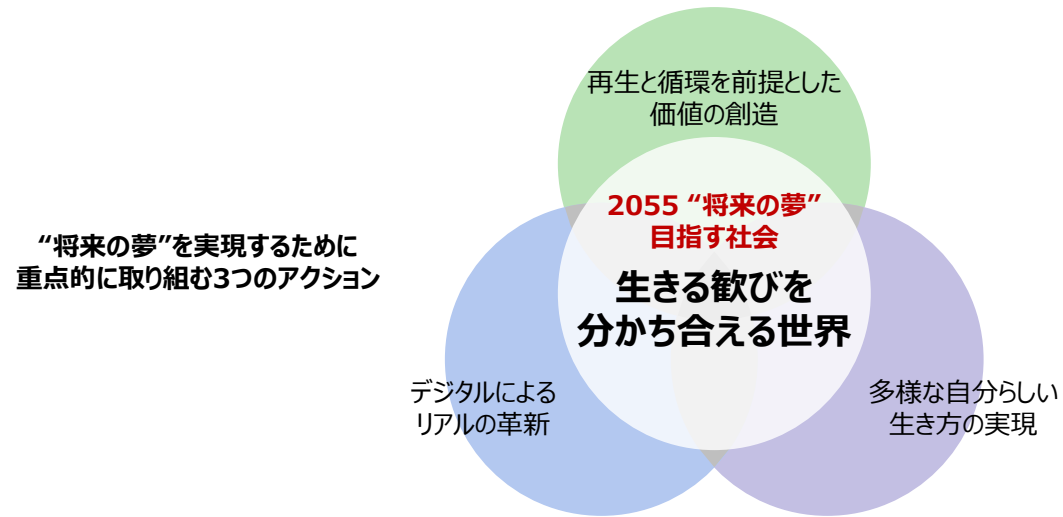 “将来の夢”を実現するために
重点的に取り組む3つのアクション
再生と循環を前提とした
価値の創造
2055 “将来の夢”
目指す社会
生きる歓びを
分かち合える世界
デジタルによる
リアルの革新
多様な自分らしい
生き方の実現